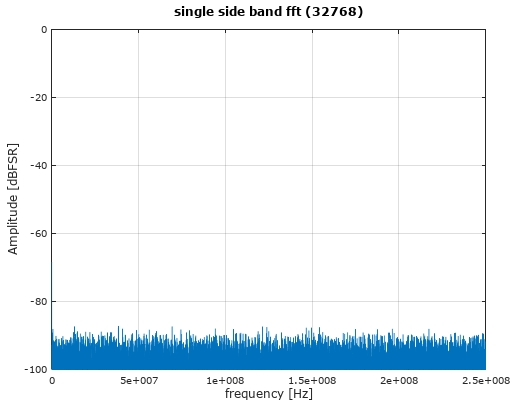 single side band fft (32768)
0
-20
-40
-60
-80
-100
Amplitude [dBFSR]
0
5e+007
1e+008
1.5e+008
2e+008
2.5e+008
frequency [Hz]